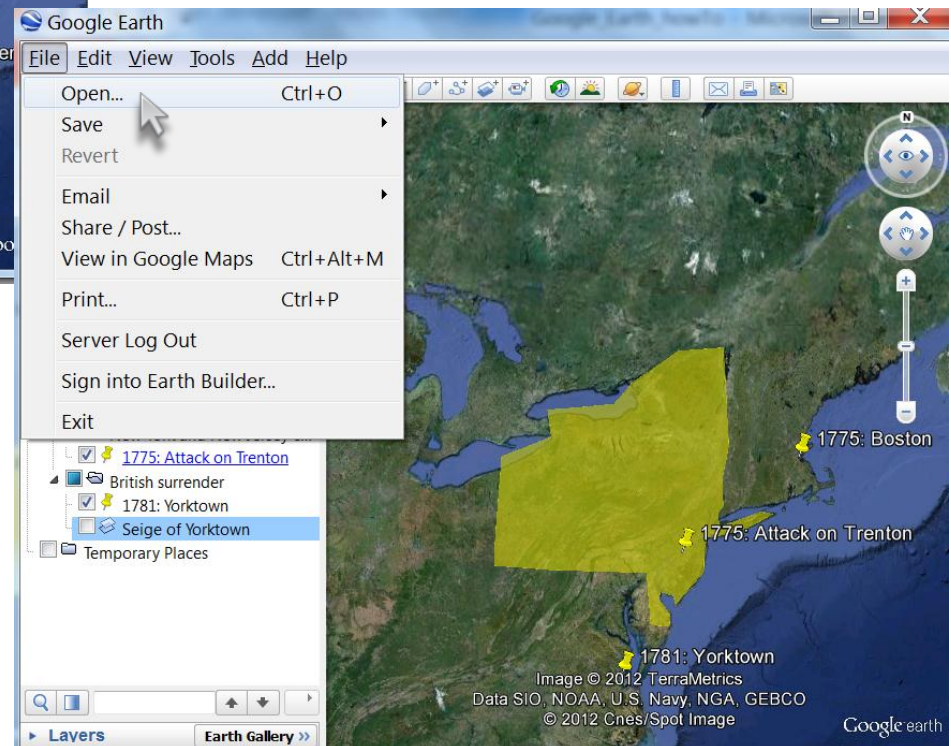 Google Earth
File Edit View Tools Add Help
Open... Ctrl+O
Save
Revert
Email
Share / Post...
View in Google Maps Ctrl+Alt+M
Print... Ctrl+P
Server Log Out
Sign into Earth Builder...
Exit
1775: Attack on Trenton
British surrender
1781: Yorktown
Seige of Yorktown
Temporary Places
Layers
Earth Gallery »
N
1775: Boston
1775: Attack on Trenton
1781: Yorktown
Image © 2012 TerraMetrics
Data SIO, NOAA, U.S. Navy, NGA, GEBCO
© 2012 Cnes/Spot Image
Google earth